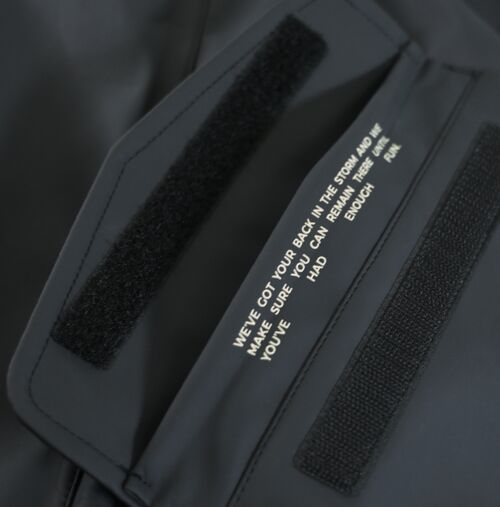 WE'VE GOT YOUR BACK IN THE STORM AND WE
MAKE SURE YOU CAN REMAIN THERE UNTIL
YOU'VE HAD ENOUGH FUN.